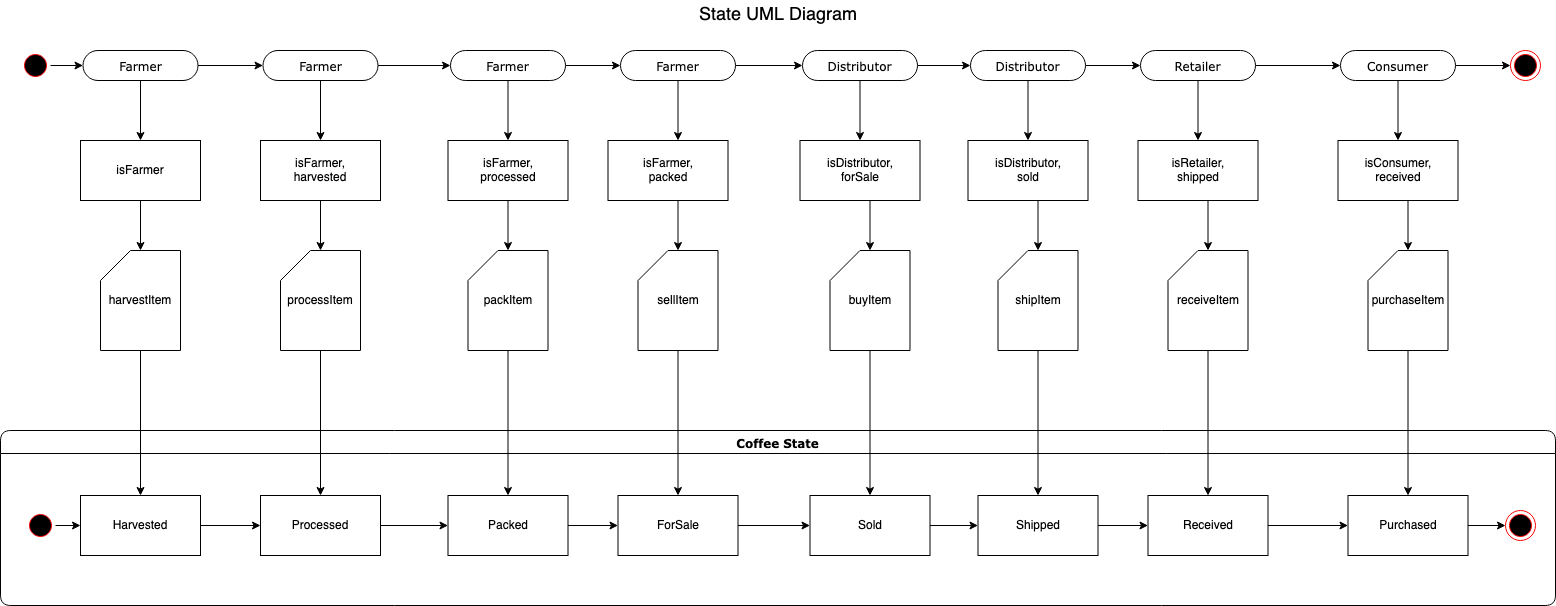 State UML Diagram
Farmer
Farmer
Farmer
Farmer
Distributor
Distributor
Retailer
Consumer
isFarmer
isFarmer,
harvested
isFarmer,
processed
isFarmer,
packed
isDistributor,
forSale
isDistributor,
sold
isRetailer,
shipped
isConsumer,
received
harvestItem
processItem
packItem
sellItem
buyItem
shipItem
receiveItem
purchaseItem
Coffee State
Harvested
Processed
Packed
ForSale
Sold
Shipped
Received
Purchased